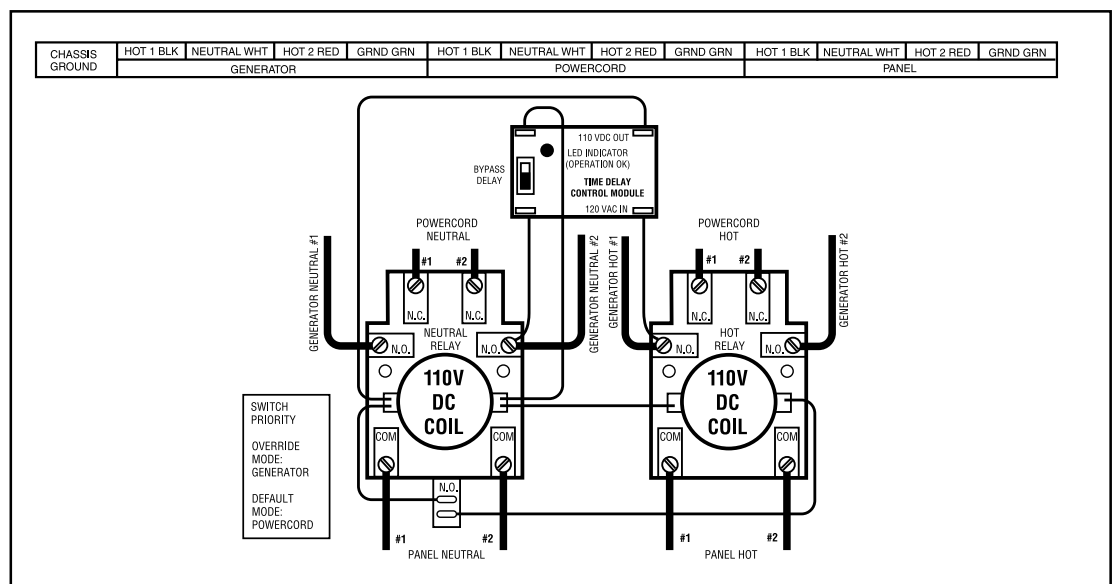 CHASSIS
GROUND
HOT 1 BLK NEUTRAL WHT HOT 2 RED GRND GRN HOT 1 BLK NEUTRAL WHT HOT 2 RED GRND GRN HOT 1 BLK NEUTRAL WHT HOT 2 RED GRND GRN
GENERATOR POWERCORD PANEL
110 VDC OUT
LED INDICATOR
(OPERATION OK)
TIME DELAY
CONTROL MODULE
120 VAC IN
BYPASS
DELAY
POWERCORD
NEUTRAL
#1 #2
GENERATOR NEUTRAL #1
GENERATOR NEUTRAL #2
N.C. N.C.
NEUTRAL
RELAY
N.O. N.O.
110V
DC
COIL
COM COM
N.O.
#1 #2
PANEL NEUTRAL
POWERCORD
HOT
#1 #2
GENERATOR HOT #1
GENERATOR HOT #2
N.C. N.C.
HOT
RELAY
N.O. N.O.
110V
DC
COIL
COM COM
#1 #2
PANEL HOT
SWITCH
PRIORITY
OVERRIDE
MODE:
GENERATOR
DEFAULT
MODE:
POWERCORD